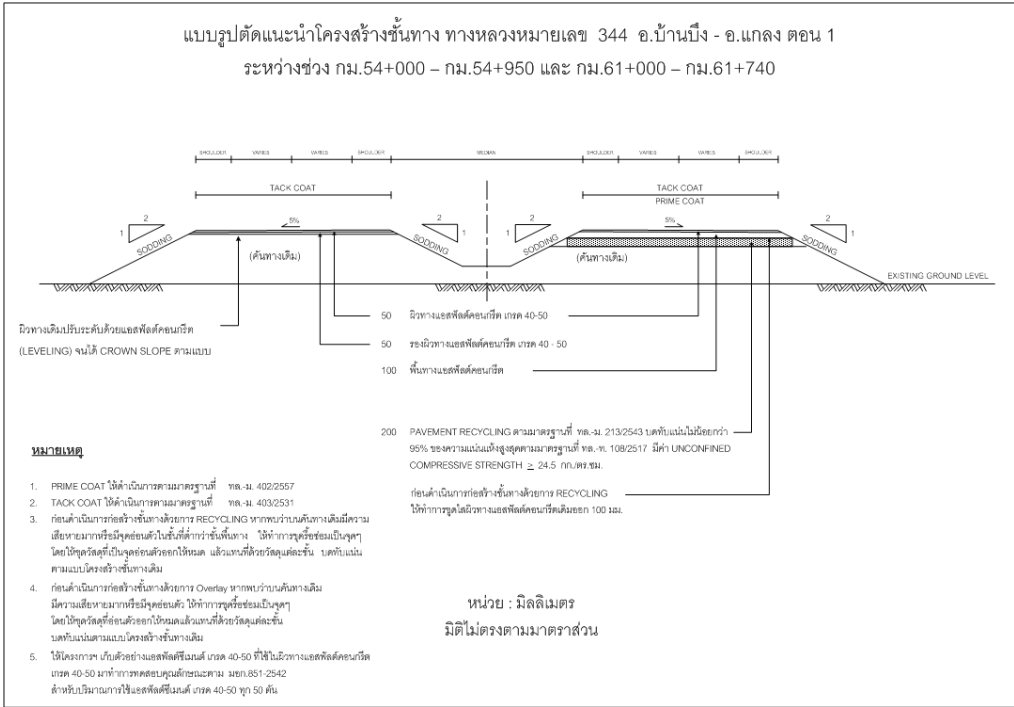 แบบรูปตัดแนะนำโครงสร้างชั้นทาง ทางหลวงหมายเลข 344 อ.บ้านบึง - อ.แกลง ตอน 1
ระหว่างช่วง กม.54+000 – กม.54+950 และ กม.61+000 – กม.61+740
SHOULDER VARIES VARIES SHOULDER MEDIAN SHOULDER VARIES VARIES SHOULDER
TACK COAT TACK COAT
PRIME COAT
2 5% 2 2 5% 2
1 1 1 1
SODDING SODDING SODDING SODDING
(คันทางเดิม) (คันทางเดิม)
EXISTING GROUND LEVEL
50 ผิวทางแอสฟัลต์คอนกรีต เกรด 40-50
ผิวทางเดิมปรับระดับด้วยแอสฟัลต์คอนกรีต
(LEVELING) จนได้ CROWN SLOPE ตามแบบ
50 รองผิวทางแอสฟัลต์คอนกรีต เกรด 40 - 50
100 พื้นทางแอสฟัลต์คอนกรีต
200 PAVEMENT RECYCLING ตามมาตรฐานที่ ทล.-ม. 213/2543 บดทับแน่นไม่น้อยกว่า
95% ของความแน่นแห้งสูงสุดตามมาตรฐานที่ ทล.-ท. 108/2517 มีค่า UNCONFINED
COMPRESSIVE STRENGTH ≥ 24.5 กก./ตร.ซม.
ก่อนดำเนินการก่อสร้างชั้นทางด้วยการ RECYCLING
ให้ทำการขูดไสผิวทางแอสฟัลต์คอนกรีตเดิมออก 100 มม.
หมายเหตุ
1. PRIME COAT ให้ดำเนินการตามมาตรฐานที่ ทล.-ม. 402/2557
2. TACK COAT ให้ดำเนินการตามมาตรฐานที่ ทล.-ม. 403/2531
3. ก่อนดำเนินการก่อสร้างชั้นทางด้วยการ RECYCLING หากพบว่าบนคันทางเดิมมีความ
เสียหายมากหรือมีจุดอ่อนตัวในชั้นที่ต่ำกว่าชั้นพื้นทาง ให้ทำการขุดรื้อซ่อมเป็นจุดๆ
โดยให้ขุดวัสดุที่เป็นจุดอ่อนตัวออกให้หมด แล้วแทนที่ด้วยวัสดุแต่ละชั้น บดทับแน่น
ตามแบบโครงสร้างชั้นทางเดิม
4. ก่อนดำเนินการก่อสร้างชั้นทางด้วยการ Overlay หากพบว่าบนคันทางเดิม
มีความเสียหายมากหรือมีจุดอ่อนตัว ให้ทำการขุดรื้อซ่อมเป็นจุดๆ
โดยให้ขุดวัสดุที่อ่อนตัวออกให้หมดแล้วแทนที่ด้วยวัสดุแต่ละชั้น
บดทับแน่นตามแบบโครงสร้างชั้นทางเดิม
5. ให้โครงการฯ เก็บตัวอย่างแอสฟัลต์ซีเมนต์ เกรด 40-50 ที่ใช้ในผิวทางแอสฟัลต์คอนกรีต
เกรด 40-50 มาทำการทดสอบคุณลักษณะตาม มอก.851-2542
สำหรับปริมาณการใช้แอสฟัลต์ซีเมนต์ เกรด 40-50 ทุก 50 ตัน
หน่วย : มิลลิเมตร
มิติไม่ตรงตามมาตราส่วน